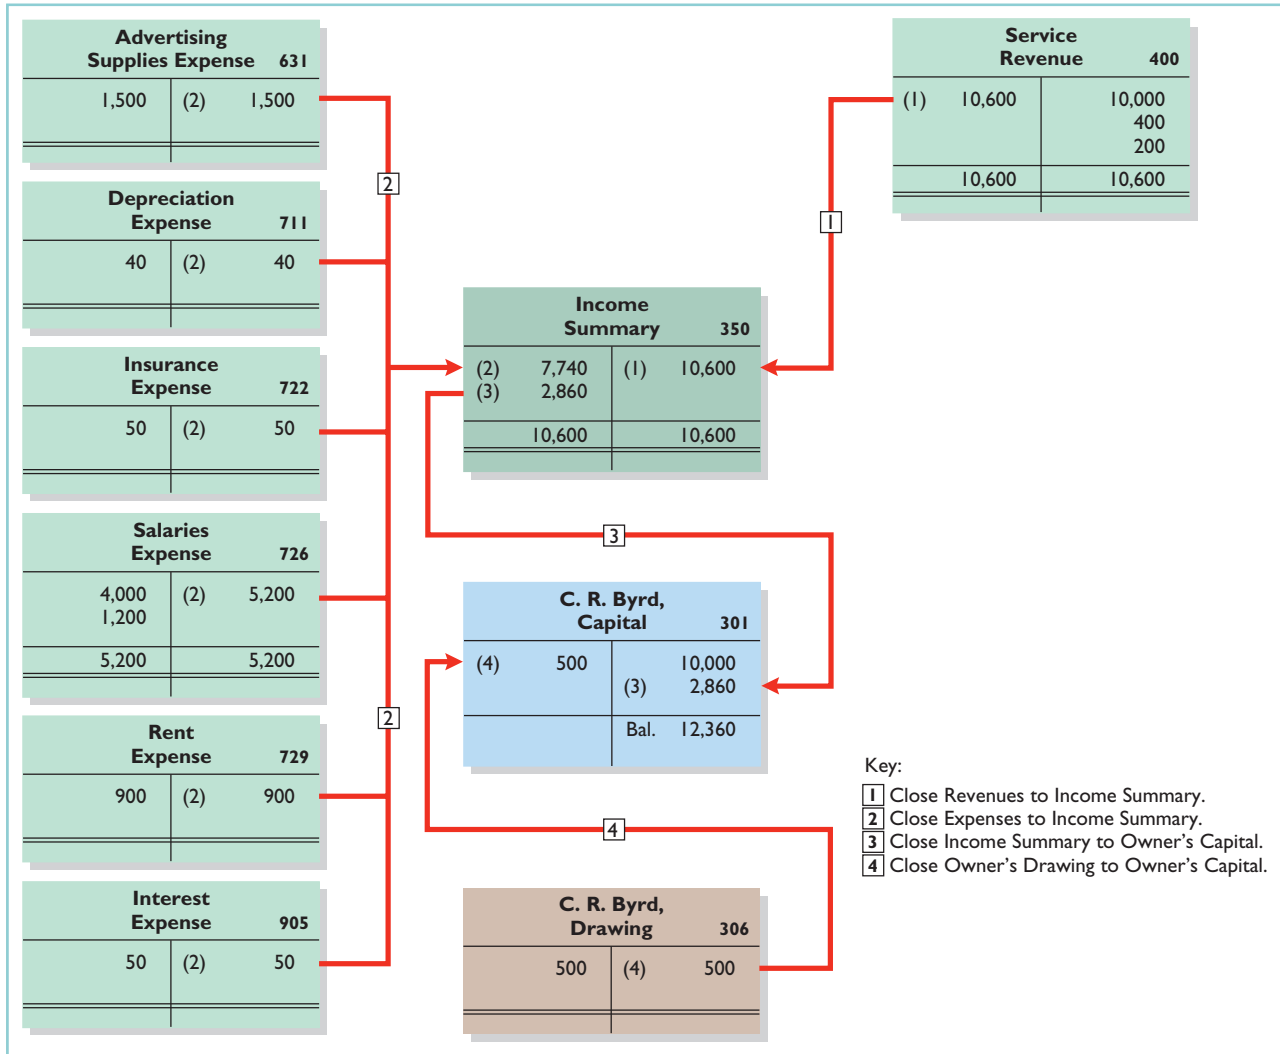 Advertising
Supplies Expense 631
1,500 (2) 1,500
Depreciation
Expense 711
40 (2) 40
Insurance
Expense 722
50 (2) 50
Salaries
Expense 726
4,000 (2) 5,200
1,200
5,200 5,200
Rent
Expense 729
900 (2) 900
Interest
Expense 905
50 (2) 50
2
2
Service
Revenue 400
(1) 10,600 10,000
400
200
10,600 10,600
1
Income
Summary 350
(2) 7,740 (1) 10,600
(3) 2,860
10,600 10,600
3
C. R. Byrd,
Capital 301
(4) 500 10,000
(3) 2,860
Bal. 12,360
4
C. R. Byrd,
Drawing 306
500 (4) 500
Key:
1 Close Revenues to Income Summary.
2 Close Expenses to Income Summary.
3 Close Income Summary to Owner's Capital.
4 Close Owner's Drawing to Owner's Capital.